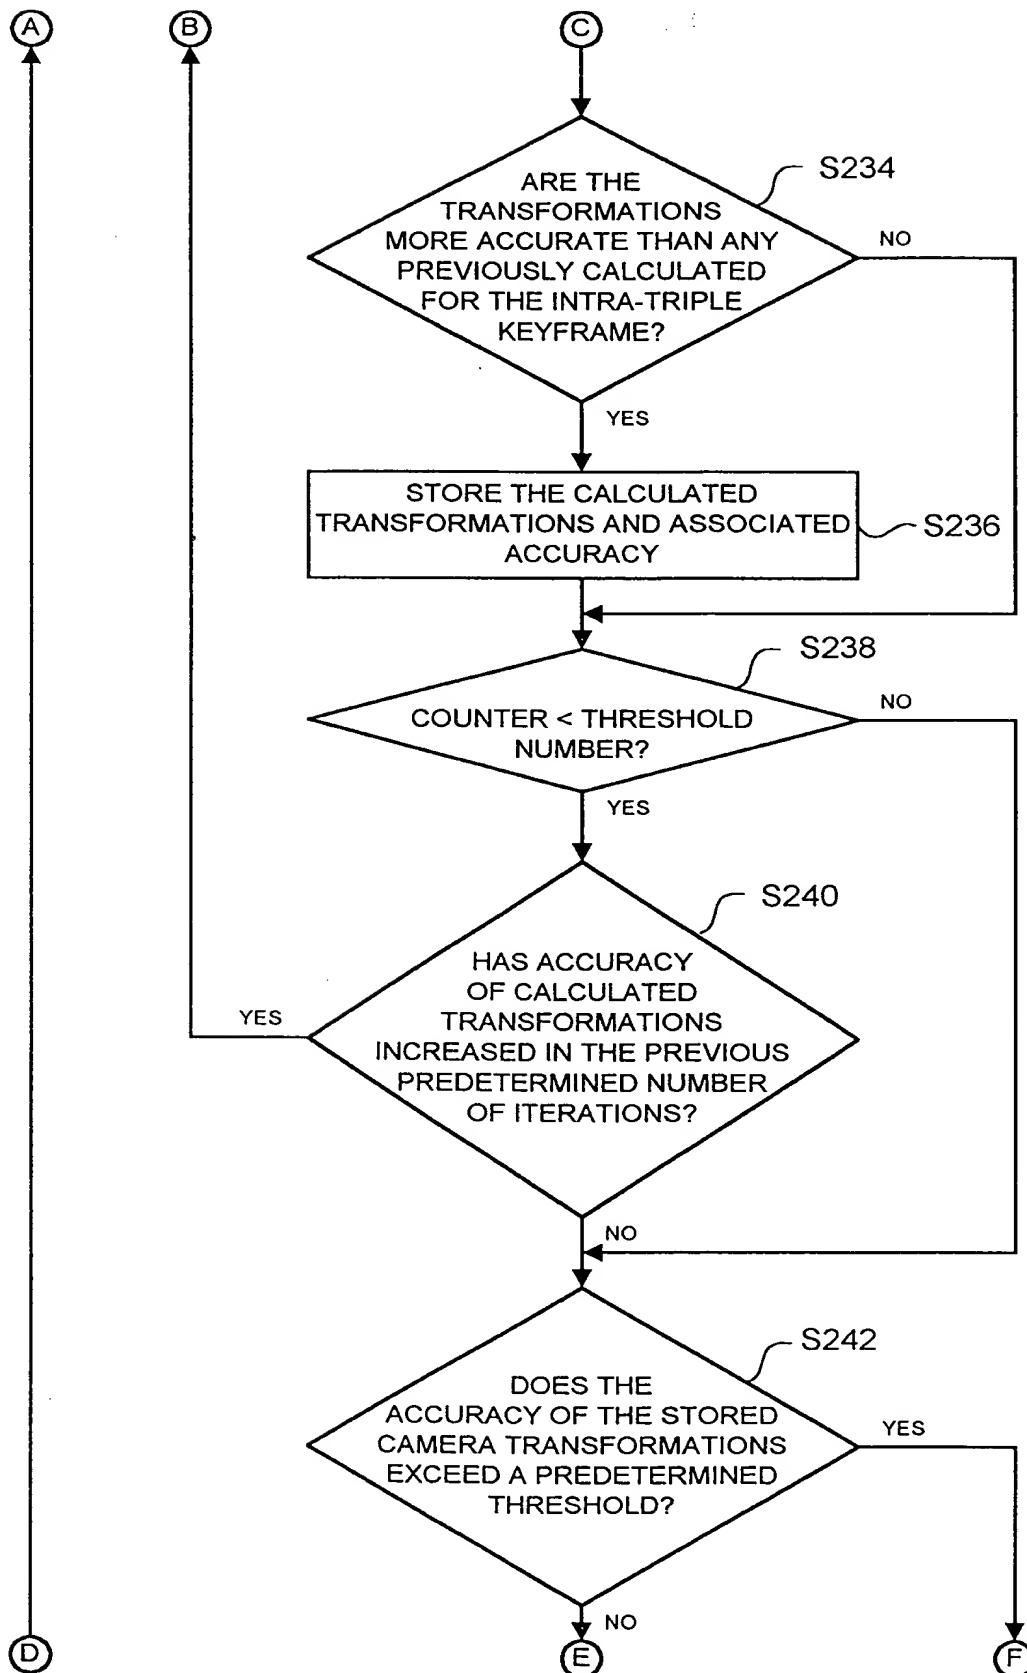 A
B
C
ARE THE
TRANSFORMATIONS
MORE ACCURATE THAN ANY
PREVIOUSLY CALCULATED
FOR THE INTRA-TRIPLE
KEYFRAME?
S234
NO
YES
STORE THE CALCULATED
TRANSFORMATIONS AND ASSOCIATED
ACCURACY
S236
S238
COUNTER < THRESHOLD
NUMBER?
NO
YES
S240
HAS ACCURACY
OF CALCULATED
TRANSFORMATIONS
INCREASED IN THE PREVIOUS
PREDETERMINED NUMBER
OF ITERATIONS?
YES
NO
S242
DOES THE
ACCURACY OF THE STORED
CAMERA TRANSFORMATIONS
EXCEED A PREDETERMINED
THRESHOLD?
YES
NO
D
E
F